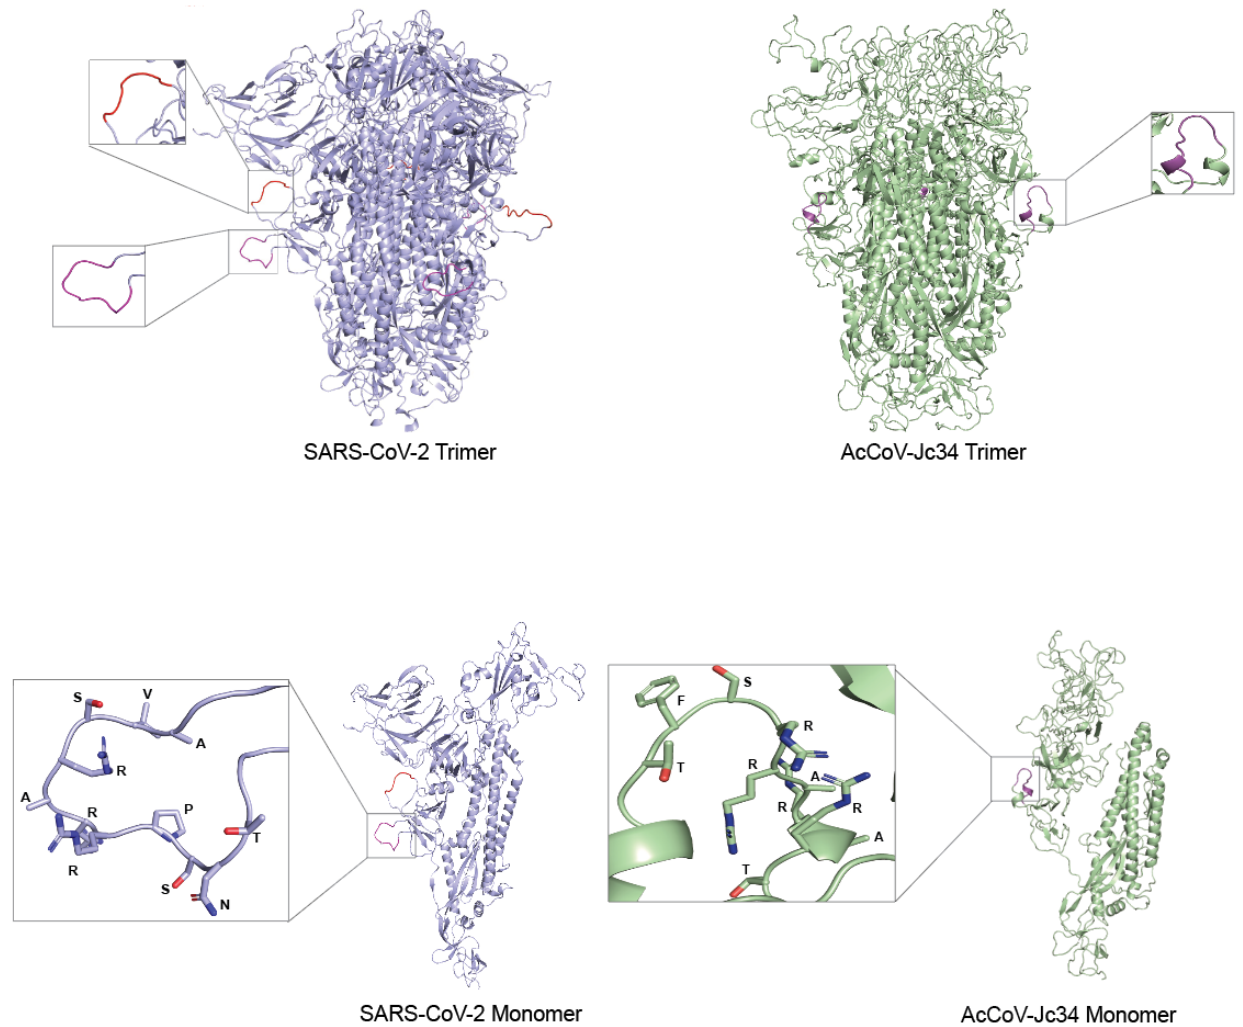 SARS-CoV-2 Trimer
AcCoV-Jc34 Trimer
S
V
A
R
A
R
P
T
R
S
N
S
F
R
T
R
A
R
R
A
T
SARS-CoV-2 Monomer
AcCoV-Jc34 Monomer